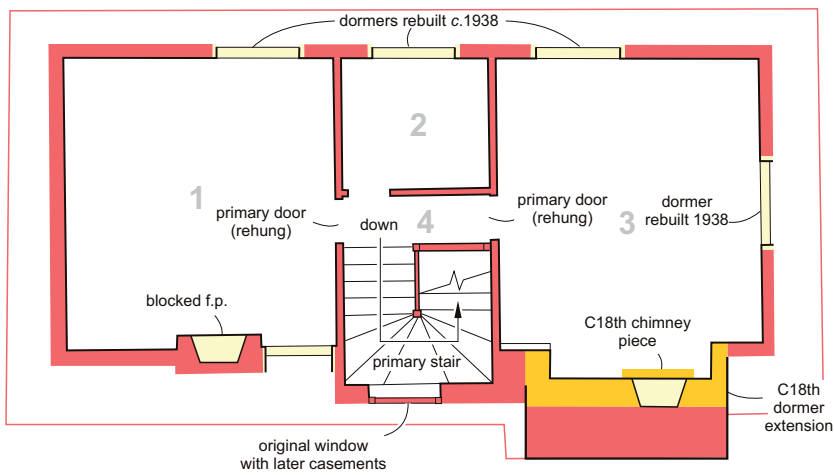 dormers rebuilt c.1938
2
1
primary door
(rehung)
down
4
primary door
(rehung)
3
dormer
rebuilt 1938
blocked f.p.
C18th chimney
piece
primary stair
C18th
dormer
extension
original window
with later casements